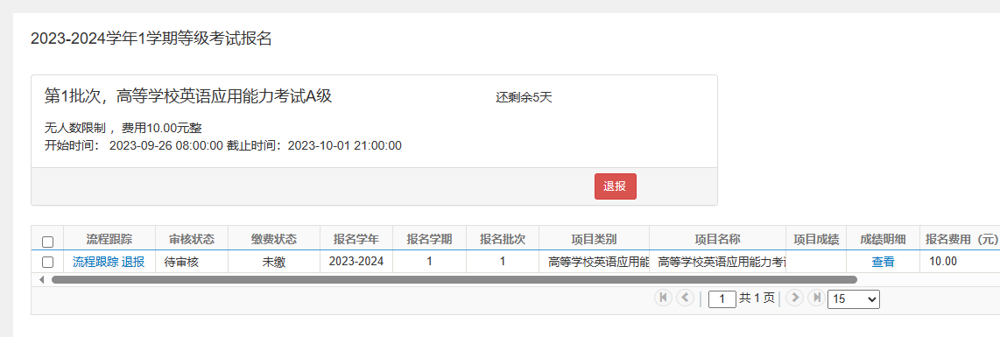 2023-2024学年1学期等级考试报名
第1批次，高等学校英语应用能力考试A级 还剩余5天
无人数限制 ，费用10.00元整
开始时间： 2023-09-26 08:00:00 截止时间：2023-10-01 21:00:00
退报
流程跟踪 审核状态 缴费状态 报名学年 报名学期 报名批次 项目类别 项目名称 项目成绩 成绩明细 报名费用（元）
流程跟踪 退报 待审核 未缴 2023-2024 1 1 高等学校英语应用能 高等学校英语应用能力考 查看 10.00
1 共 1 页 15